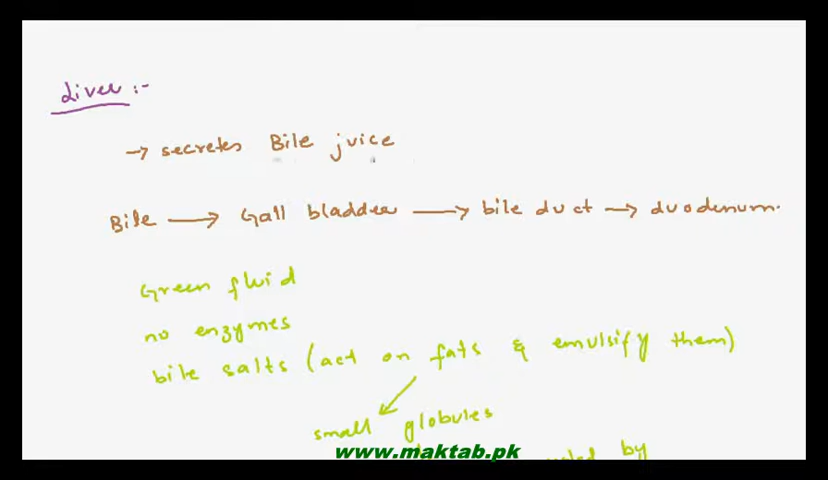 Liver :-
→ secretes Bile juice
Bile → Gall bladder → bile duct → duodenum.
Green fluid
no enzymes
bile salts (act on fats & emulsify them)
small globules
by
www.maktab.pk